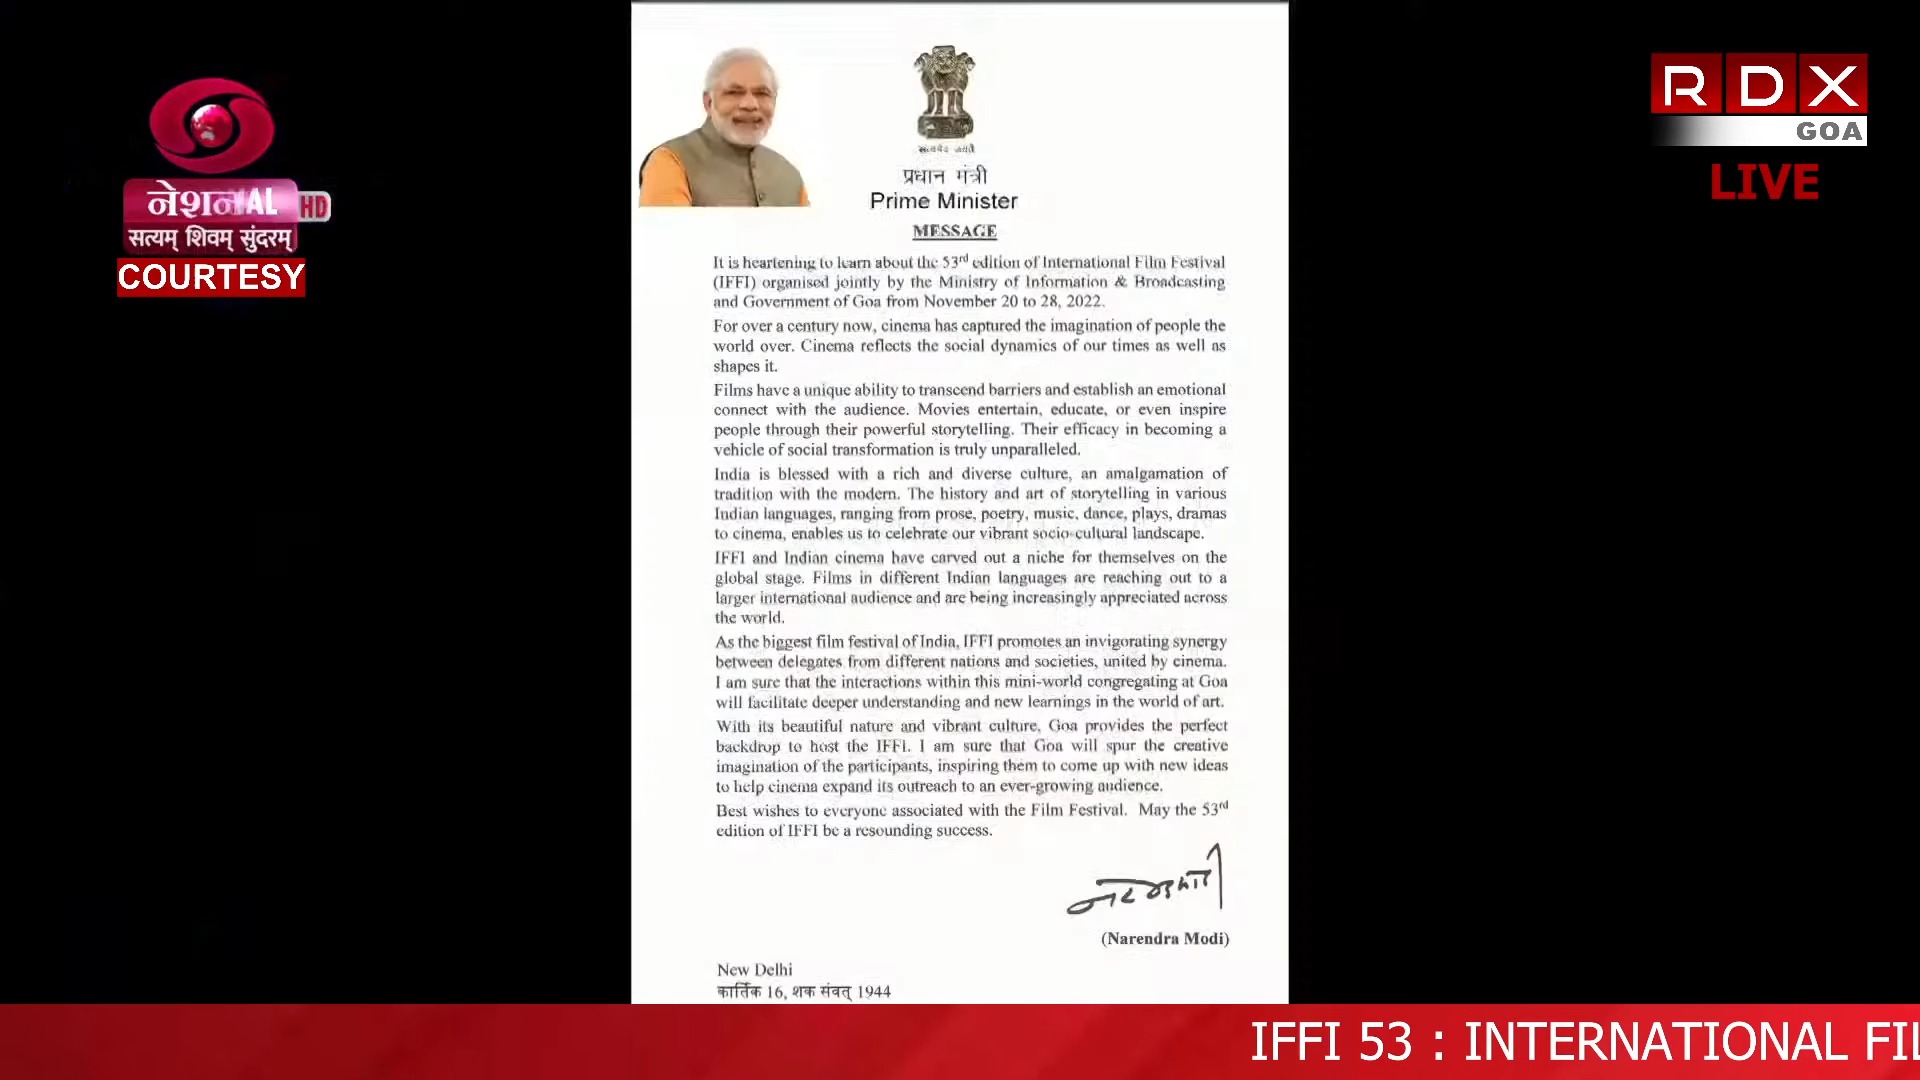 नेशनAL HD
सत्यम् शिवम् सुंदरम्
COURTESY
RDX
GOA
LIVE
सत्यमेव जयते
प्रधान मंत्री
Prime Minister
MESSAGE
It is heartening to learn about the 53rd edition of International Film Festival
(IFFI) organised jointly by the Ministry of Information & Broadcasting
and Government of Goa from November 20 to 28, 2022.
For over a century now, cinema has captured the imagination of people the
world over. Cinema reflects the social dynamics of our times as well as
shapes it.
Films have a unique ability to transcend barriers and establish an emotional
connect with the audience. Movies entertain, educate, or even inspire
people through their powerful storytelling. Their efficacy in becoming a
vehicle of social transformation is truly unparalleled.
India is blessed with a rich and diverse culture, an amalgamation of
tradition with the modern. The history and art of storytelling in various
Indian languages, ranging from prose, poetry, music, dance, plays, dramas
to cinema, enables us to celebrate our vibrant socio-cultural landscape.
IFFI and Indian cinema have carved out a niche for themselves on the
global stage. Films in different Indian languages are reaching out to a
larger international audience and are being increasingly appreciated across
the world.
As the biggest film festival of India, IFFI promotes an invigorating synergy
between delegates from different nations and societies, united by cinema.
I am sure that the interactions within this mini-world congregating at Goa
will facilitate deeper understanding and new learnings in the world of art.
With its beautiful nature and vibrant culture, Goa provides the perfect
backdrop to host the IFFI. I am sure that Goa will spur the creative
imagination of the participants, inspiring them to come up with new ideas
to help cinema expand its outreach to an ever-growing audience.
Best wishes to everyone associated with the Film Festival. May the 53rd
edition of IFFI be a resounding success.
(Narendra Modi)
New Delhi
कार्तिक 16, शक संवत् 1944
IFFI 53 : INTERNATIONAL FIL